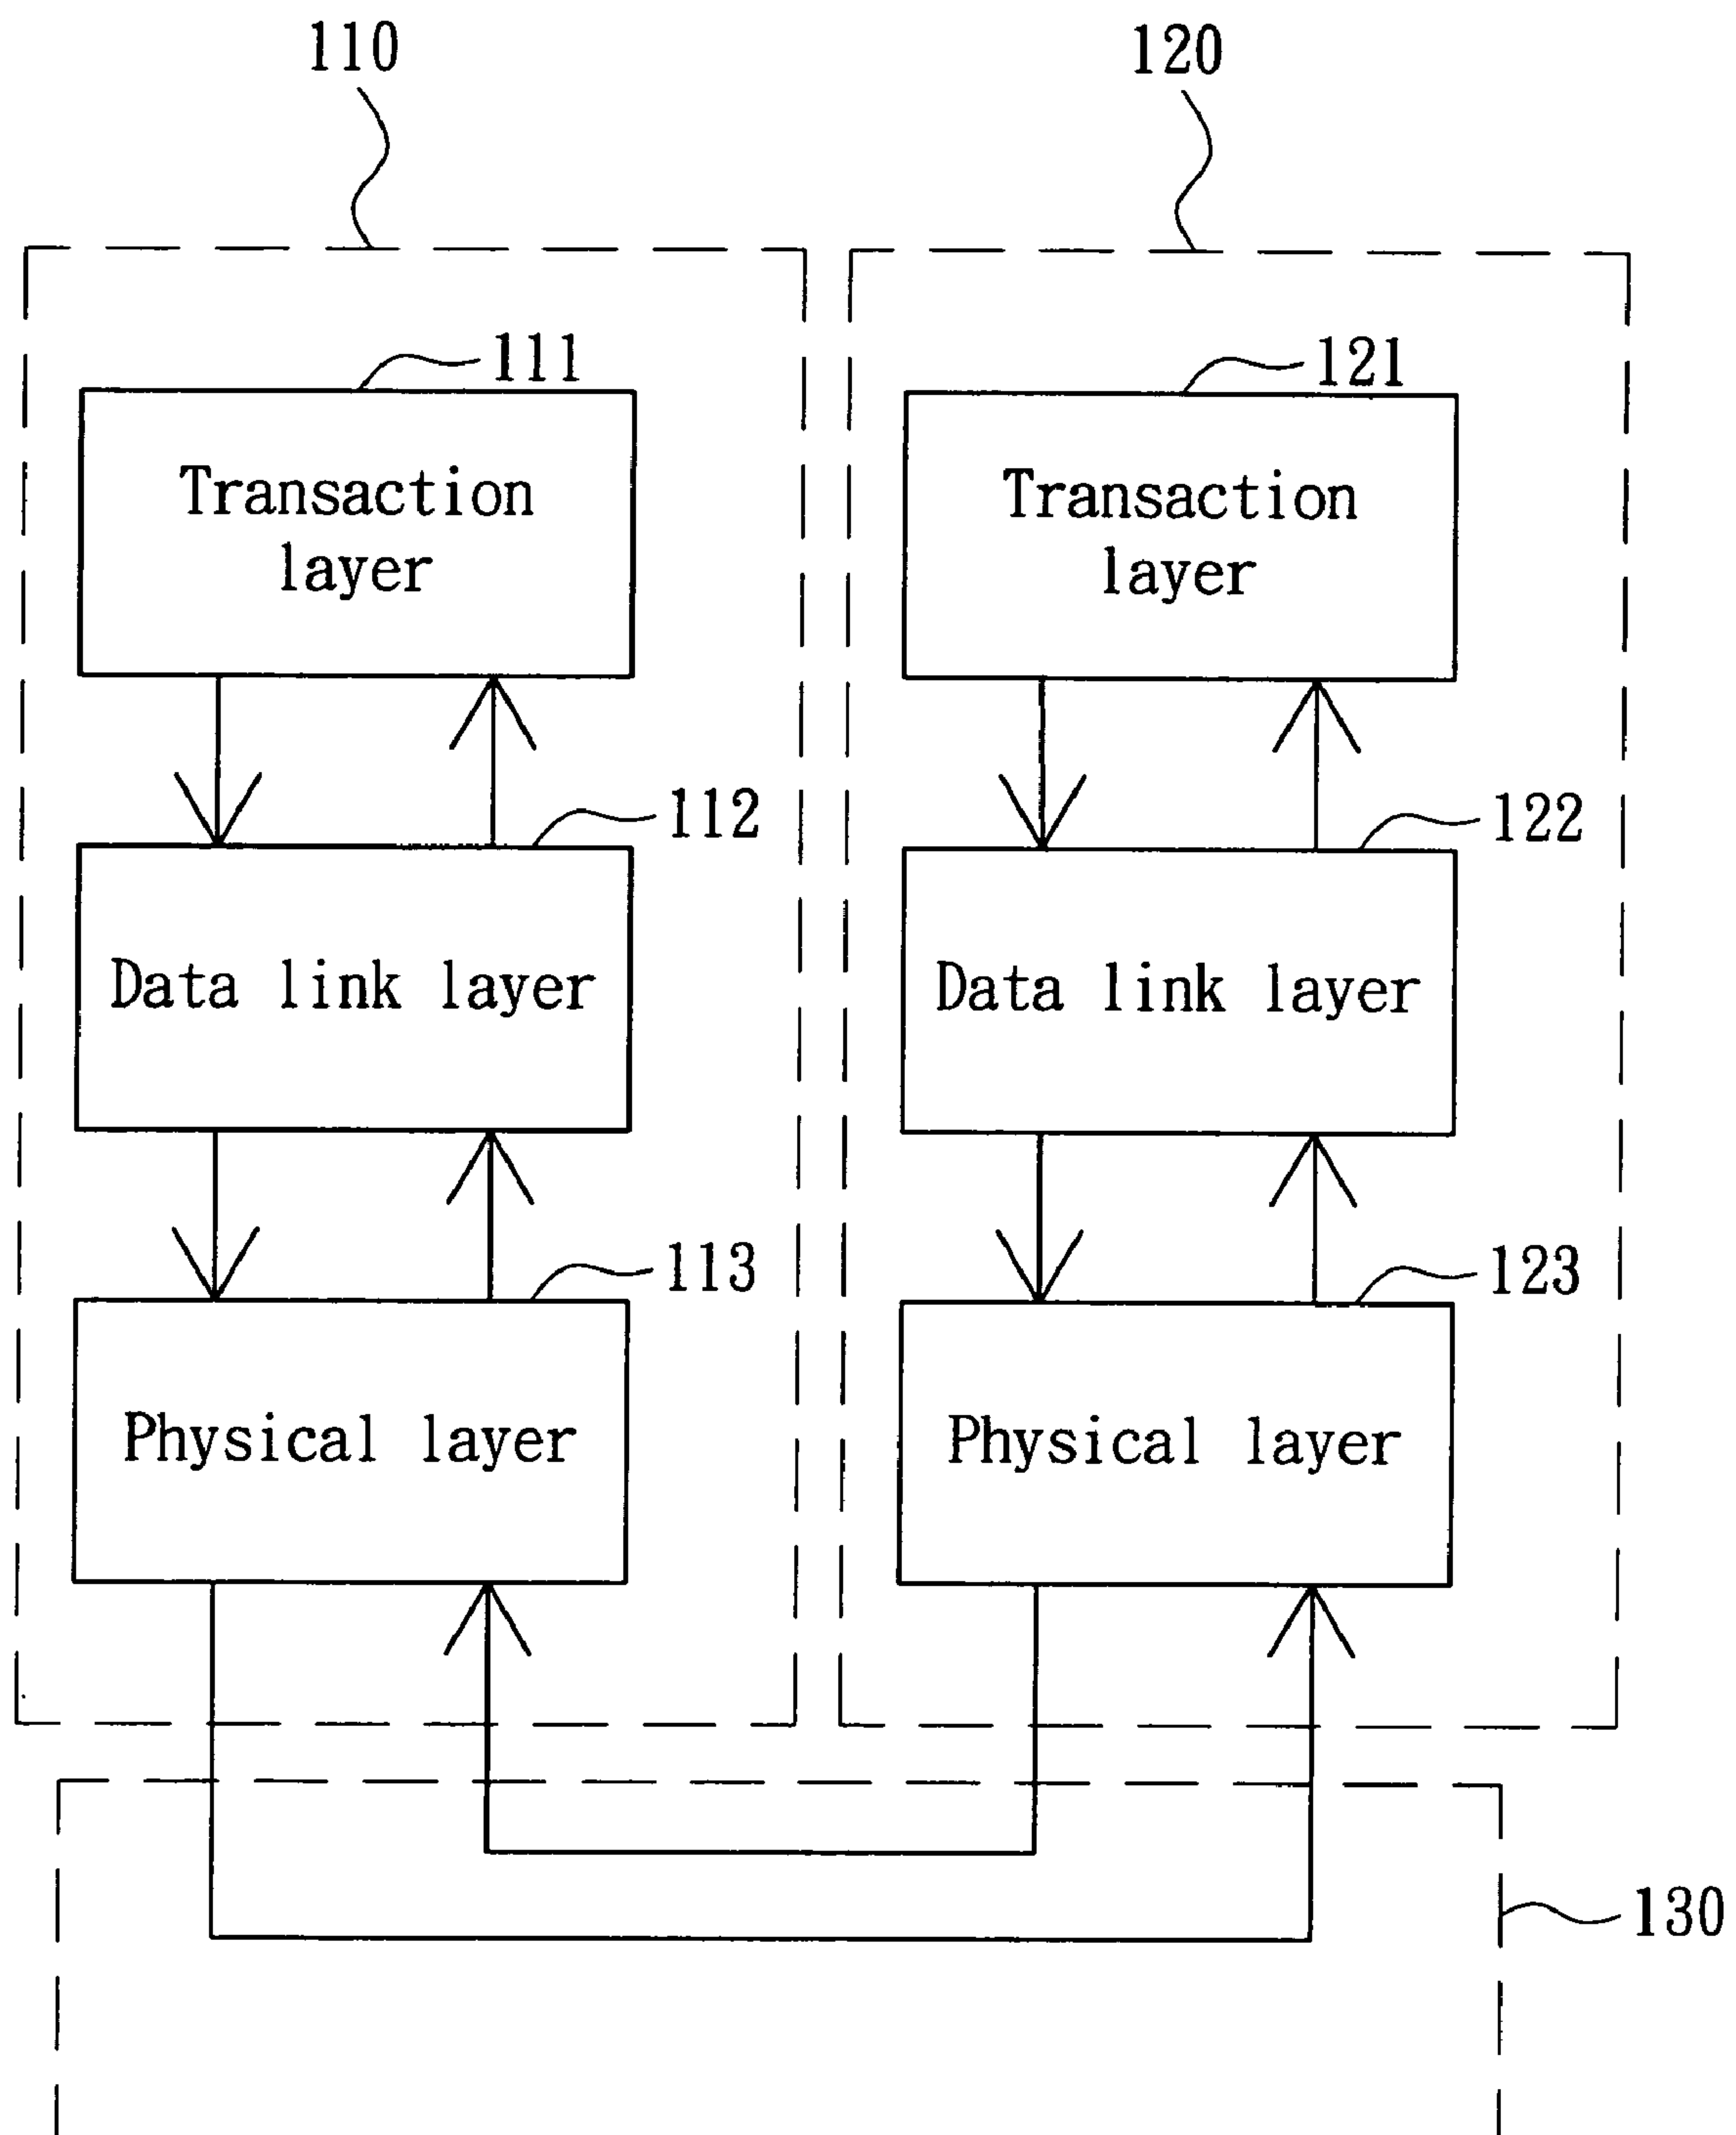 110
120
111
121
Transaction
layer
Transaction
layer
112
122
Data link layer
Data link layer
113
123
Physical layer
Physical layer
130